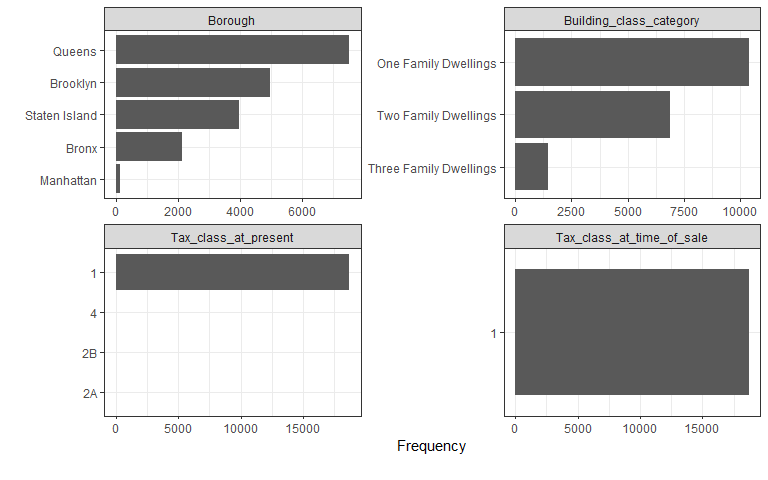 Borough
Queens
Brooklyn
Staten Island
Bronx
Manhattan
0 2000 4000 6000
Building_class_category
One Family Dwellings
Two Family Dwellings
Three Family Dwellings
0 2500 5000 7500 10000
Tax_class_at_present
1
4
2B
2A
0 5000 10000 15000
Tax_class_at_time_of_sale
1
0 5000 10000 15000
Frequency